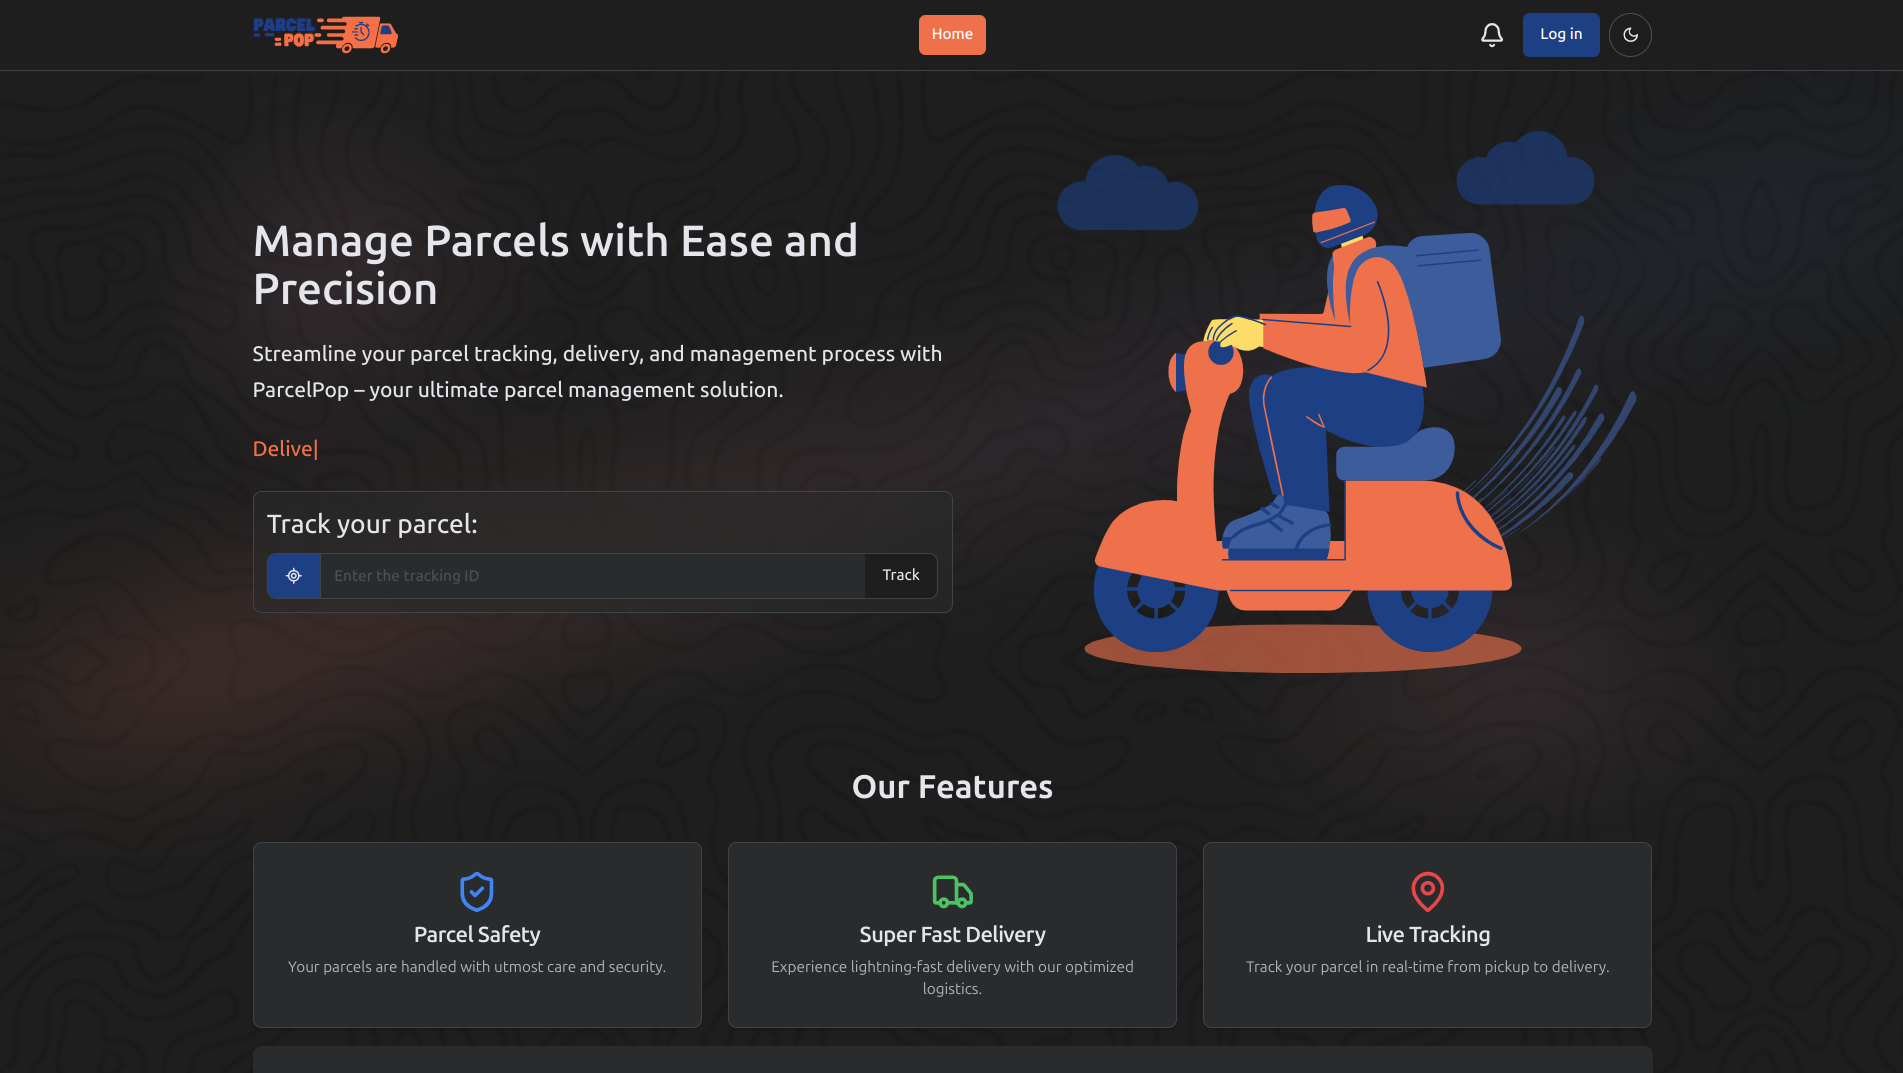 PARCEL
POP
Home
Log in
Manage Parcels with Ease and
Precision
Streamline your parcel tracking, delivery, and management process with
ParcelPop – your ultimate parcel management solution.
Delive|
Track your parcel:
Enter the tracking ID
Track
Our Features
Parcel Safety
Your parcels are handled with utmost care and security.
Super Fast Delivery
Experience lightning-fast delivery with our optimized
logistics.
Live Tracking
Track your parcel in real-time from pickup to delivery.